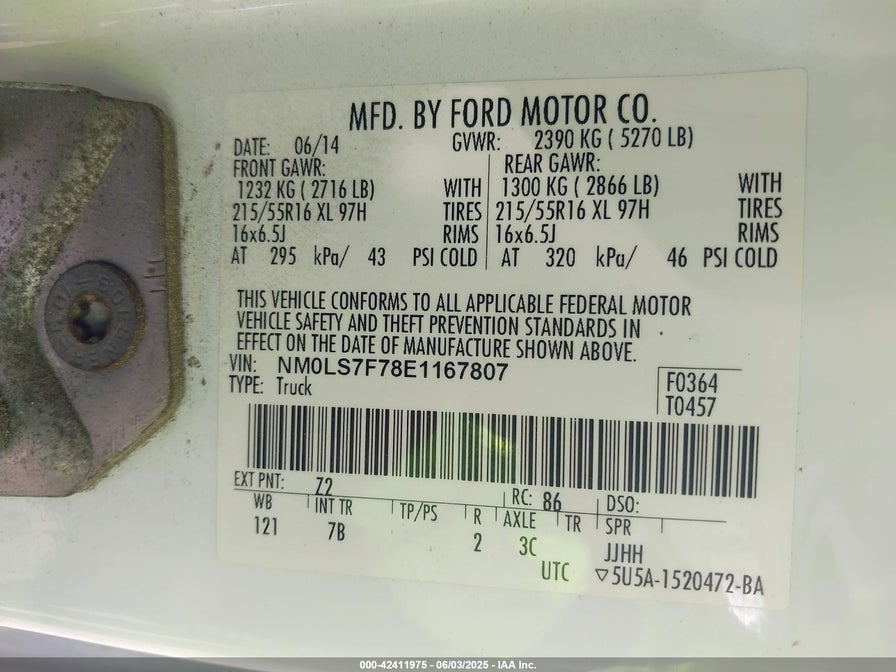 MFD. BY FORD MOTOR CO.
DATE: 06/14 GVWR: 2390 KG ( 5270 LB)
FRONT GAWR: REAR GAWR:
1232 KG ( 2716 LB) WITH 1300 KG ( 2866 LB) WITH
215/55R16 XL 97H TIRES 215/55R16 XL 97H TIRES
16x6.5J RIMS 16x6.5J RIMS
AT 295 kPa/ 43 PSI COLD AT 320 kPa/ 46 PSI COLD
THIS VEHICLE CONFORMS TO ALL APPLICABLE FEDERAL MOTOR
VEHICLE SAFETY AND THEFT PREVENTION STANDARDS IN
EFFECT ON THE DATE OF MANUFACTURE SHOWN ABOVE.
VIN: NM0LS7F78E1167807
TYPE: Truck
F0364
T0457
EXT PNT: Z2 RC: 86 DSO:
WB INT TR TP/PS R AXLE TR SPR
121 7B 2 3C JJHH
UTC ▽5U5A-1520472-BA
000-42411975 - 06/03/2025 - IAA Inc.